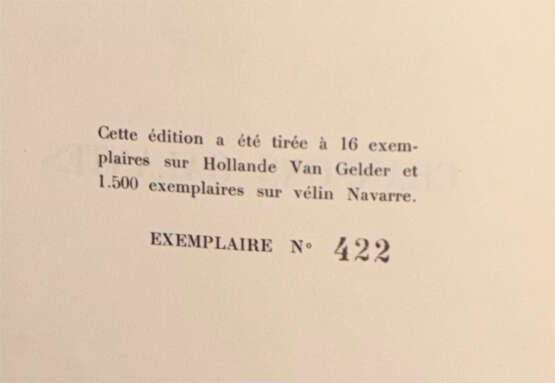 Cette édition a été tirée à 16 exem-
plaires sur Hollande Van Gelder et
1.500 exemplaires sur vélin Navarre.
EXEMPLAIRE N° 422